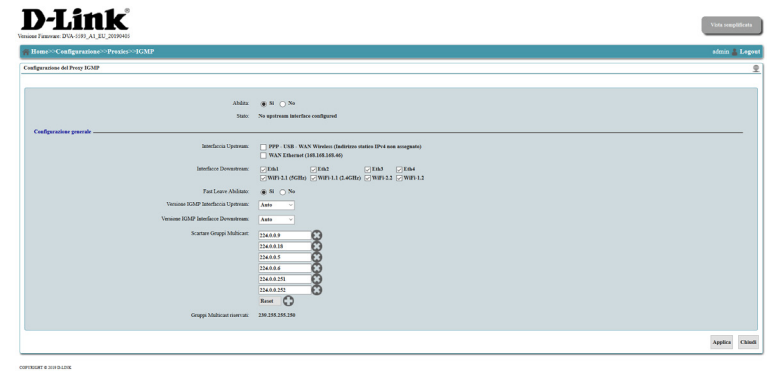 D-Link
Versione Firmware: DVA-5593_A1_EU_20190401
Vista semplificata
Home>>Configurazione>>Proxies>>IGMP
admin Logout
Configurazione del Proxy IGMP
Abilita: Sì No
Stato: No upstream interface configured
Configurazione generale
Interfaccia Upstream: PPP - USB - WAN Wireless (Indirizzo statico IPv4 non assegnato)
WAN Ethernet (168.168.168.46)
Interfacce Downstream: Eth1 Eth2 Eth3 Eth4
WiFi-2.1 (5GHz) WiFi-1.1 (2.4GHz) WiFi-2.2 WiFi-1.2
Fast Leave Abilitato: Sì No
Versione IGMP Interfaccia Upstream: Auto
Versione IGMP Interfacce Downstream: Auto
Scartare Gruppi Multicast: 224.0.0.9
224.0.0.18
224.0.0.5
224.0.0.6
224.0.0.251
224.0.0.252
Reset
Gruppi Multicast riservati: 239.255.255.250
Applica Chiudi
COPYRIGHT © 2019 D-LINK